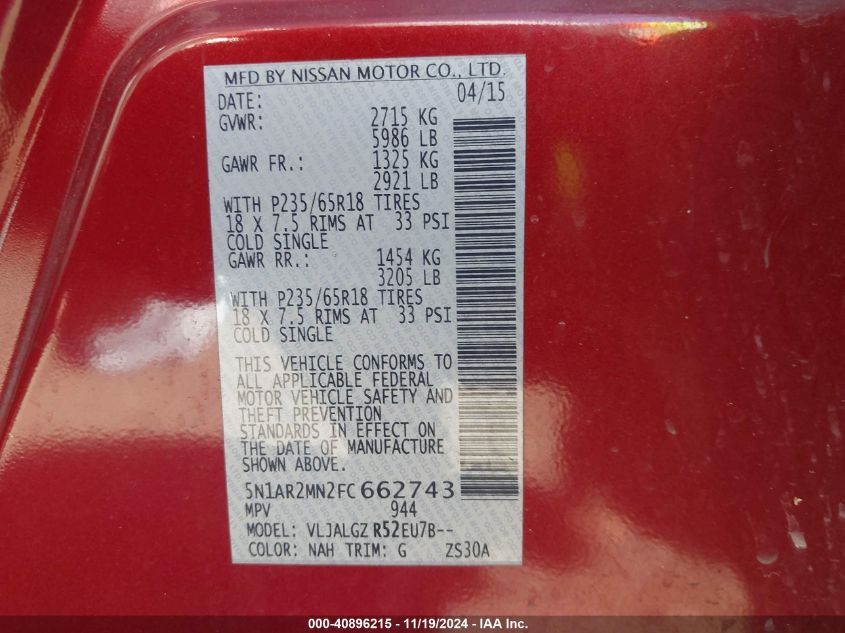 MFD BY NISSAN MOTOR CO., LTD.
DATE: 04/15
GVWR: 2715 KG
5986 LB
GAWR FR.: 1325 KG
2921 LB
WITH P235/65R18 TIRES
18 X 7.5 RIMS AT 33 PSI
COLD SINGLE
GAWR RR.: 1454 KG
3205 LB
WITH P235/65R18 TIRES
18 X 7.5 RIMS AT 33 PSI
COLD SINGLE
THIS VEHICLE CONFORMS TO
ALL APPLICABLE FEDERAL
MOTOR VEHICLE SAFETY AND
THEFT PREVENTION
STANDARDS IN EFFECT ON
THE DATE OF MANUFACTURE
SHOWN ABOVE.
5N1AR2MN2FC662743
MPV 944
MODEL: VLJALGZ R52EU7B--
COLOR: NAH TRIM: G ZS30A
000-40896215 - 11/19/2024 - IAA Inc.